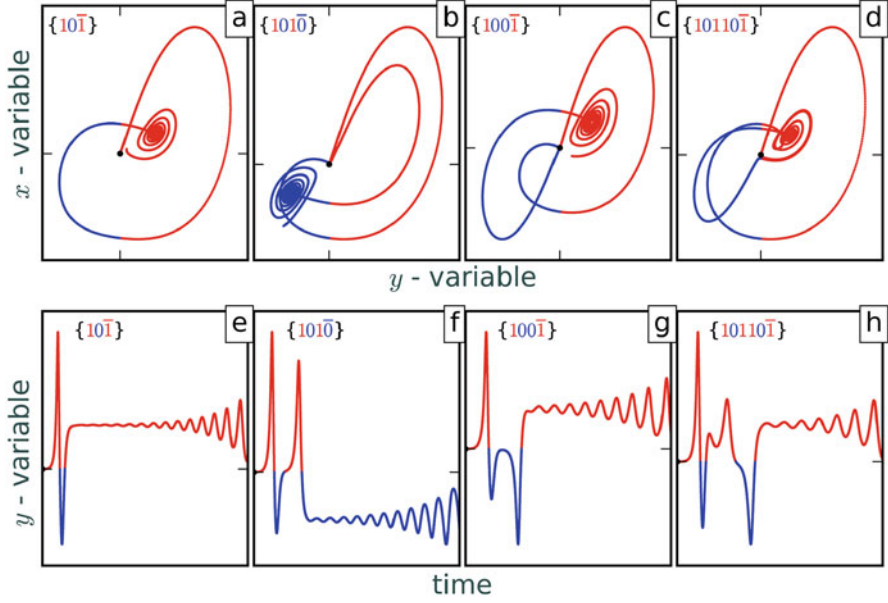 {101̅} a
{1010̅} b
{1001̅} c
{101101̅} d
x - variable
y - variable
{101̅} e
{1010̅} f
{1001̅} g
{101101̅} h
y - variable
time